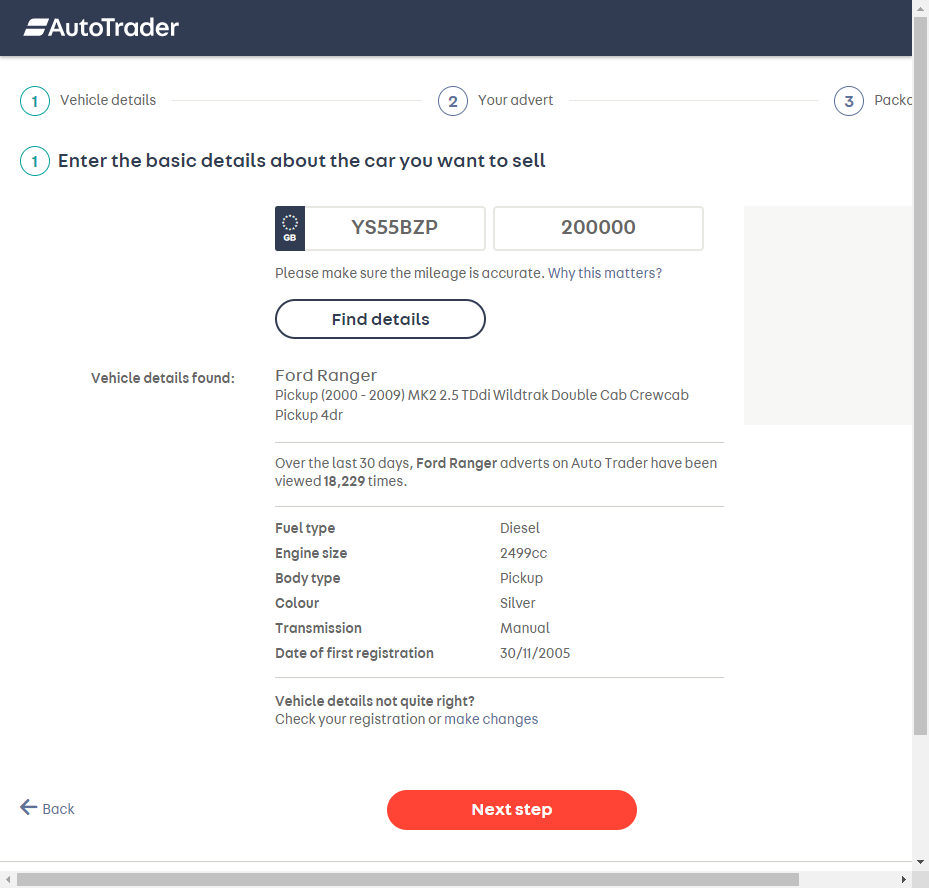 AutoTrader
1 Vehicle details 2 Your advert 3 Packa
1 Enter the basic details about the car you want to sell
GB YS55BZP 200000
Please make sure the mileage is accurate. Why this matters?
Find details
Vehicle details found: Ford Ranger
Pickup (2000 - 2009) MK2 2.5 TDdi Wildtrak Double Cab Crewcab
Pickup 4dr
Over the last 30 days, Ford Ranger adverts on Auto Trader have been
viewed 18,229 times.
Fuel type Diesel
Engine size 2499cc
Body type Pickup
Colour Silver
Transmission Manual
Date of first registration 30/11/2005
Vehicle details not quite right?
Check your registration or make changes
Back Next step